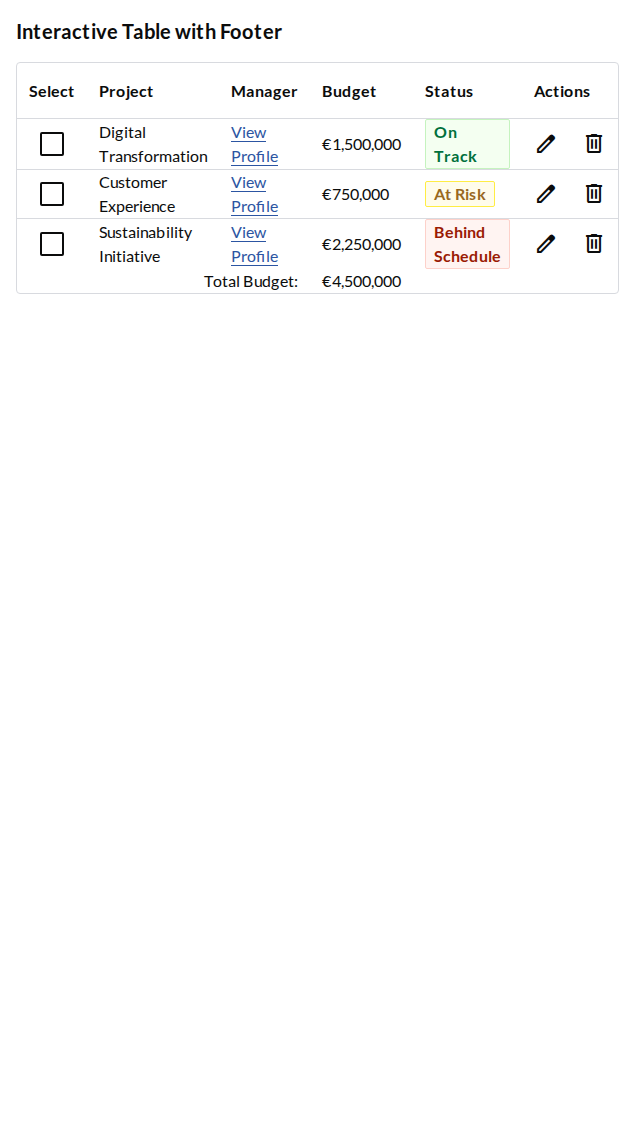 Interactive Table with Footer
Select Project Manager Budget Status Actions
Digital Transformation View Profile €1,500,000 On Track
Customer Experience View Profile €750,000 At Risk
Sustainability Initiative View Profile €2,250,000 Behind Schedule
Total Budget: €4,500,000